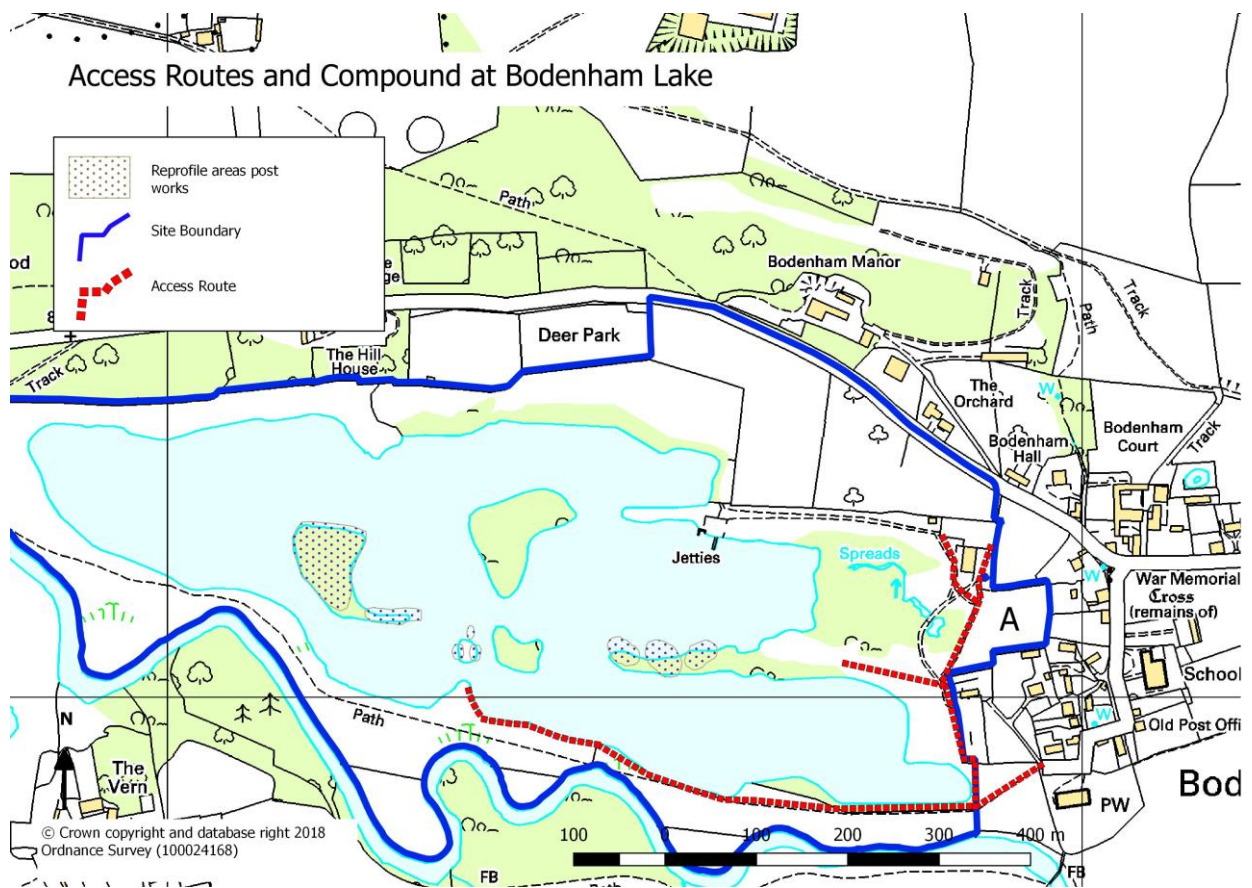 Access Routes and Compound at Bodenham Lake
Reprofile areas post
works
Site Boundary
Access Route
Path
Bodenham Manor
Track
Path
Track
Deer Park
The Hill
House
Track
The
Orchard
W
Bodenham
Hall
Bodenham
Court
Track
Jetties
Spreads
W
War Memorial
Cross
(remains of)
A
School
W
Old Post Offi
Path
N
The
Vern
Bod
PW
© Crown copyright and database right 2018
Ordnance Survey (100024168)
100 0 100 200 300 400 m
FB
Path
FB